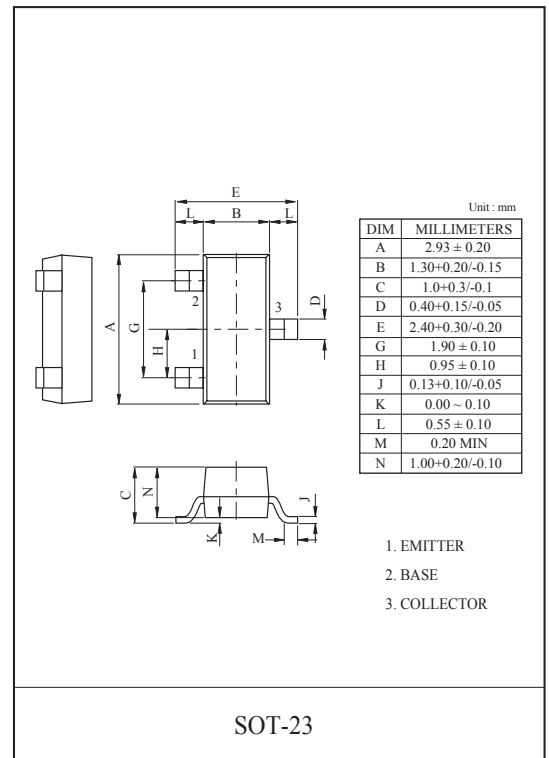 E
L B L
2
3
D
A
G
H
1
C
N
K
M
J
Unit : mm
DIM MILLIMETERS
A 2.93 ± 0.20
B 1.30+0.20/-0.15
C 1.0+0.3/-0.1
D 0.40+0.15/-0.05
E 2.40+0.30/-0.20
G 1.90 ± 0.10
H 0.95 ± 0.10
J 0.13+0.10/-0.05
K 0.00 ~ 0.10
L 0.55 ± 0.10
M 0.20 MIN
N 1.00+0.20/-0.10
1. EMITTER
2. BASE
3. COLLECTOR
SOT-23